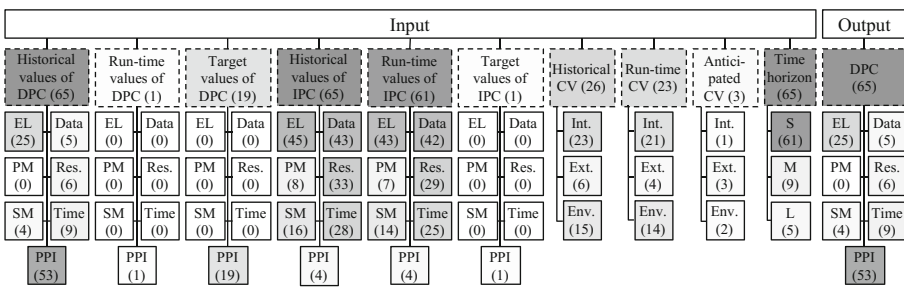 Input Output
Historical values of DPC (65)
Run-time values of DPC (1)
Target values of DPC (19)
Historical values of IPC (65)
Run-time values of IPC (61)
Target values of IPC (1)
Historical CV (26)
Run-time CV (23)
Antici-pated CV (3)
Time horizon (65)
DPC (65)
EL (25) Data (5) EL (0) Data (0) EL (0) Data (0) EL (45) Data (43) EL (43) Data (42) EL (0) Data (0) Int. (23) Int. (21) Int. (1) S (61) EL (25) Data (5)
PM (0) Res. (6) PM (0) Res. (0) PM (0) Res. (0) PM (8) Res. (33) PM (7) Res. (29) PM (0) Res. (0) Ext. (6) Ext. (4) Ext. (3) M (9) PM (0) Res. (6)
SM (4) Time (9) SM (0) Time (0) SM (0) Time (0) SM (16) Time (28) SM (14) Time (25) SM (0) Time (0) Env. (15) Env. (14) Env. (2) L (5) SM (4) Time (9)
PPI (53) PPI (1) PPI (19) PPI (4) PPI (4) PPI (1) PPI (53)